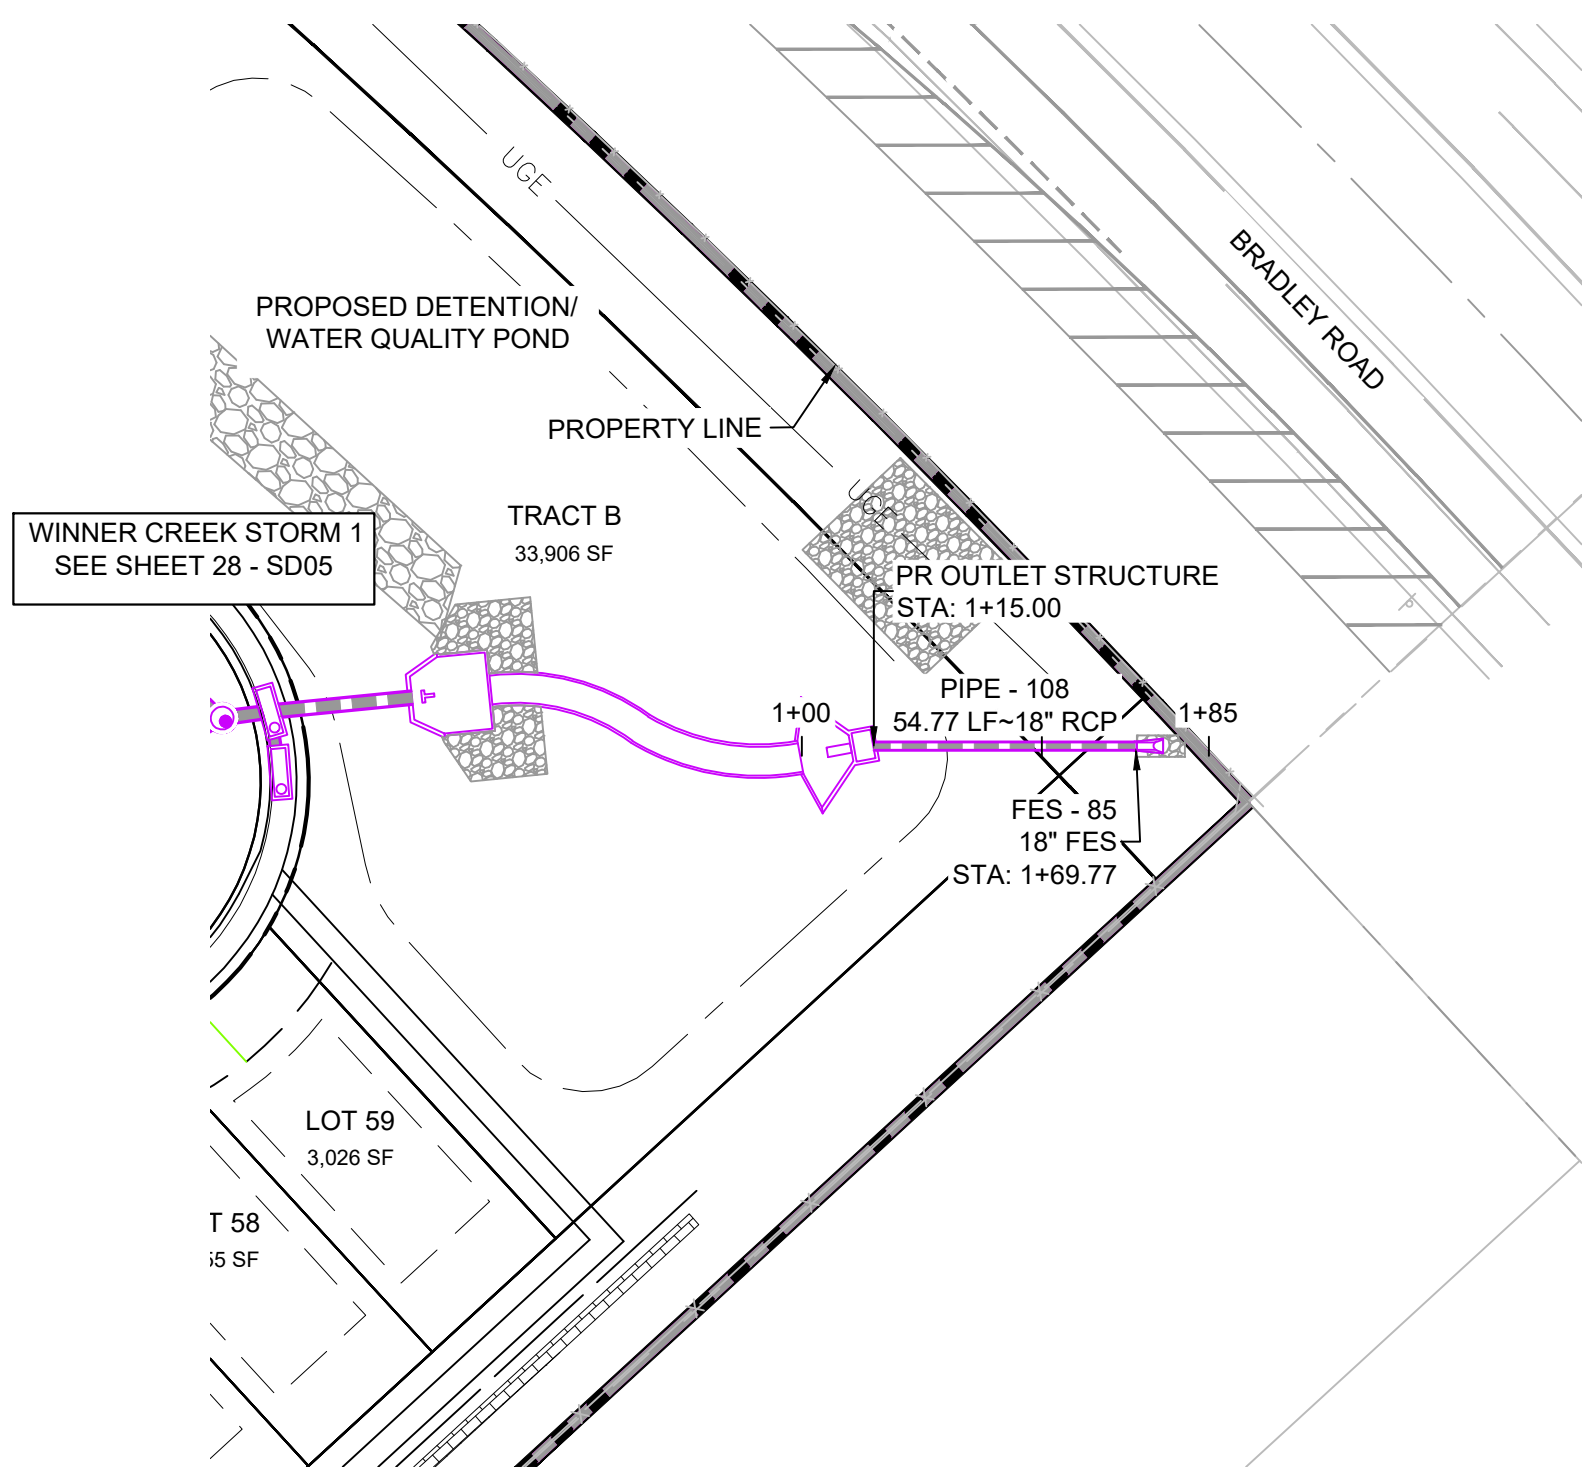 UGE
BRADLEY ROAD
PROPOSED DETENTION/
WATER QUALITY POND
PROPERTY LINE
UGE
TRACT B
33,906 SF
WINNER CREEK STORM 1
SEE SHEET 28 - SD05
PR OUTLET STRUCTURE
STA: 1+15.00
PIPE - 108
54.77 LF~18" RCP
1+00
1+85
FES - 85
18" FES
STA: 1+69.77
LOT 59
3,026 SF
T 58
55 SF